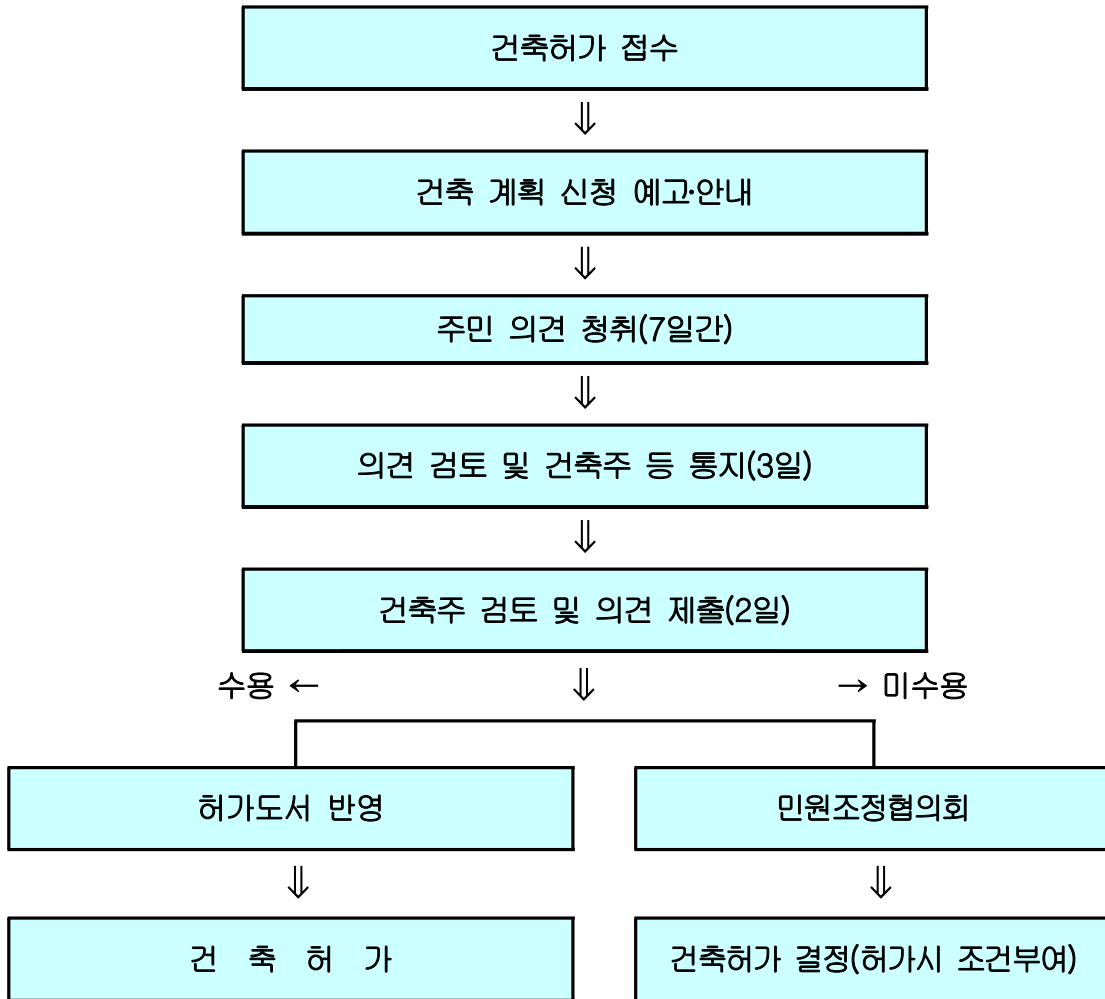 건축허가 접수
⇓
건축 계획 신청 예고·안내
⇓
주민 의견 청취(7일간)
⇓
의견 검토 및 건축주 등 통지(3일)
⇓
건축주 검토 및 의견 제출(2일)
수용 ← ⇓ → 미수용
허가도서 반영 민원조정협의회
⇓ ⇓
건 축 허 가 건축허가 결정(허가시 조건부여)